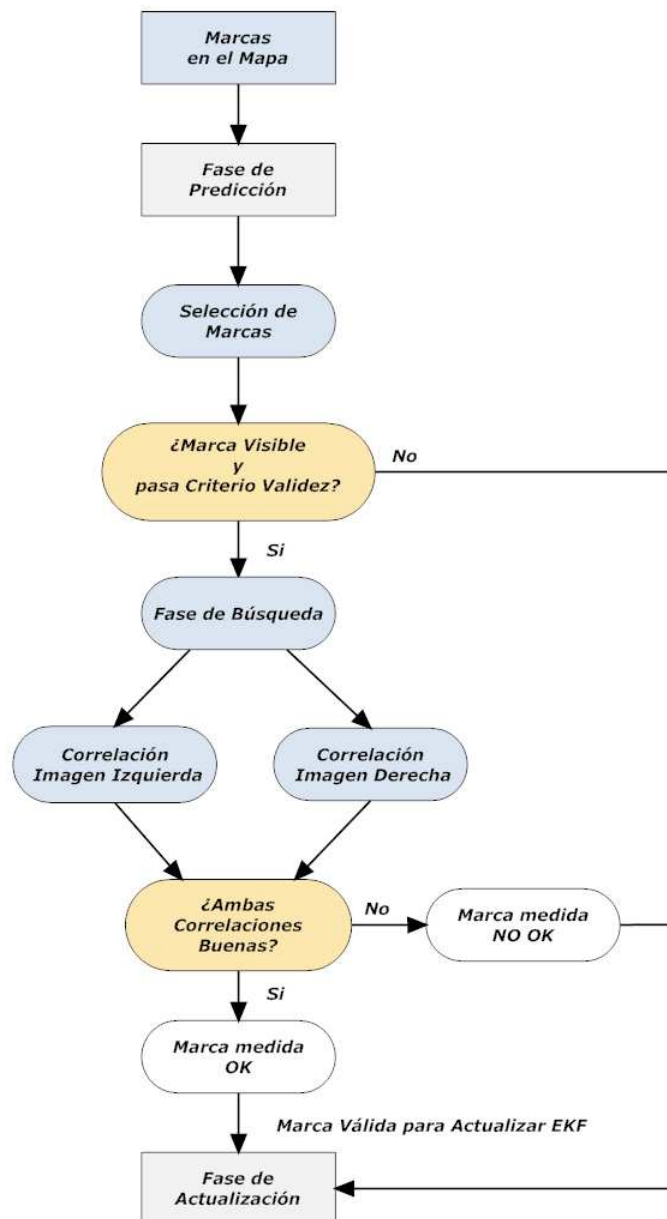 Marcas
en el Mapa
Fase de
Predicción
Selección de
Marcas
¿Marca Visible
y
pasa Criterio Validez?
No
Si
Fase de Búsqueda
Correlación
Imagen Izquierda
Correlación
Imagen Derecha
¿Ambas
Correlaciones
Buenas?
No
Marca medida
NO OK
Si
Marca medida
OK
Marca Válida para Actualizar EKF
Fase de
Actualización